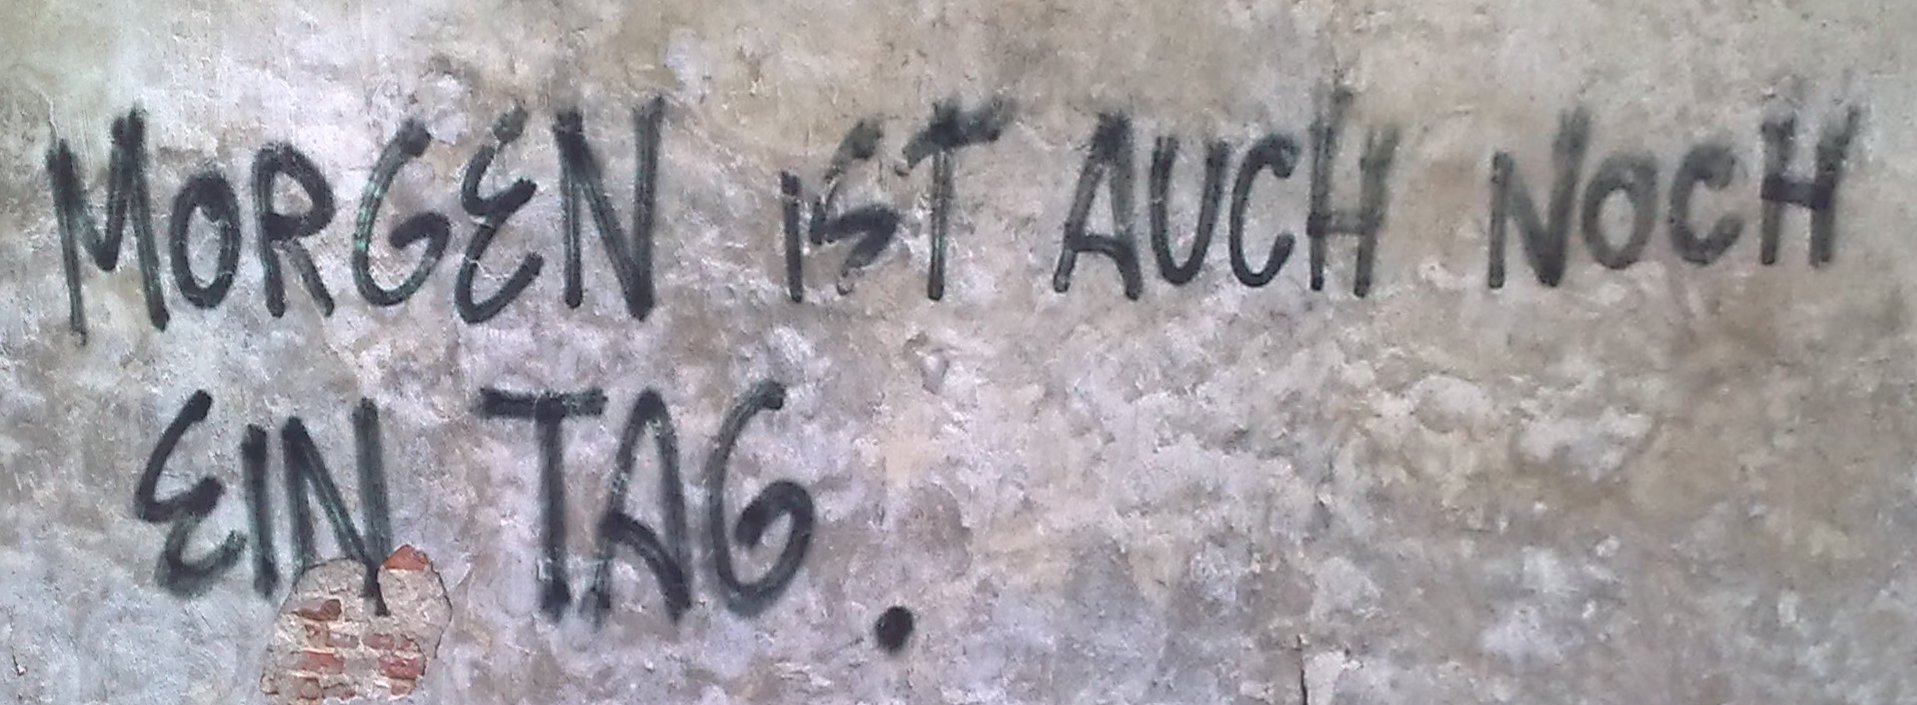 MORGEN iST AUCH NOCH
EIN TAG.